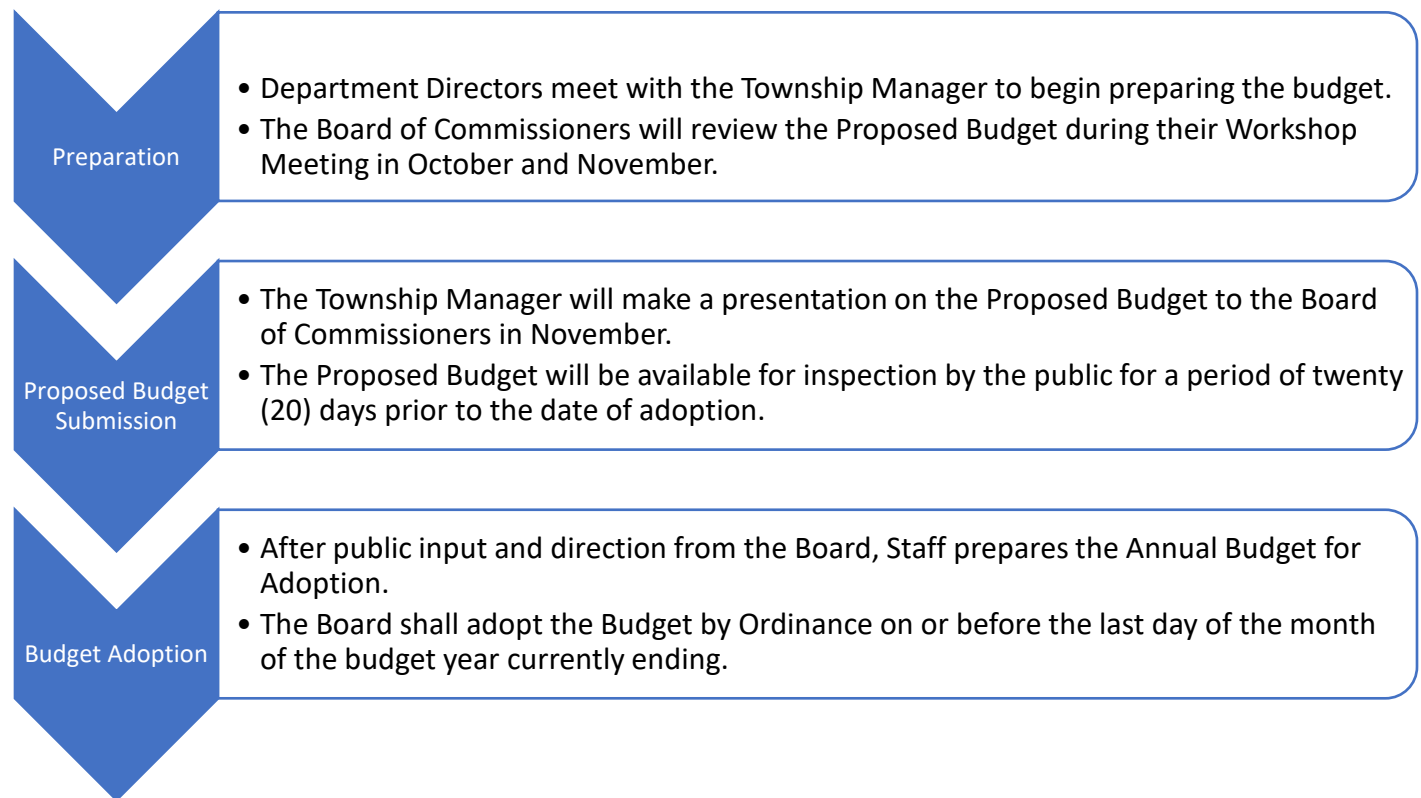 Preparation
• Department Directors meet with the Township Manager to begin preparing the budget.
• The Board of Commissioners will review the Proposed Budget during their Workshop
Meeting in October and November.
Proposed Budget
Submission
• The Township Manager will make a presentation on the Proposed Budget to the Board
of Commissioners in November.
• The Proposed Budget will be available for inspection by the public for a period of twenty
(20) days prior to the date of adoption.
Budget Adoption
• After public input and direction from the Board, Staff prepares the Annual Budget for
Adoption.
• The Board shall adopt the Budget by Ordinance on or before the last day of the month
of the budget year currently ending.